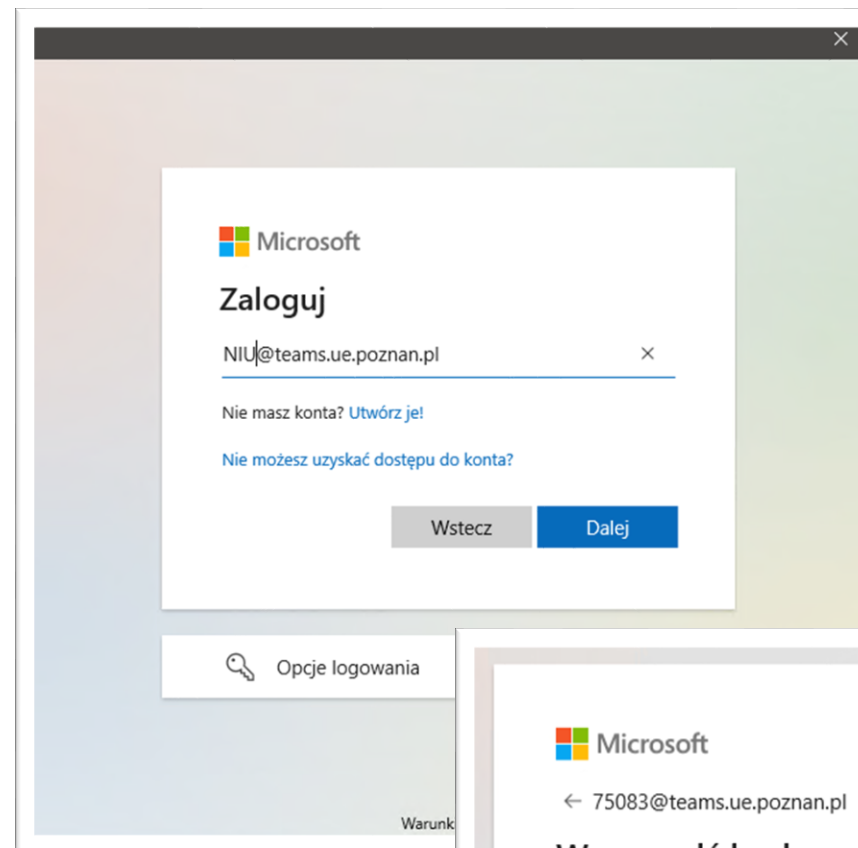 Microsoft
Zaloguj
NIU@teams.ue.poznan.pl
Nie masz konta? Utwórz je!
Nie możesz uzyskać dostępu do konta?
Wstecz
Dalej
Opcje logowania
Warunk
Microsoft
← 75083@teams.ue.poznan.pl